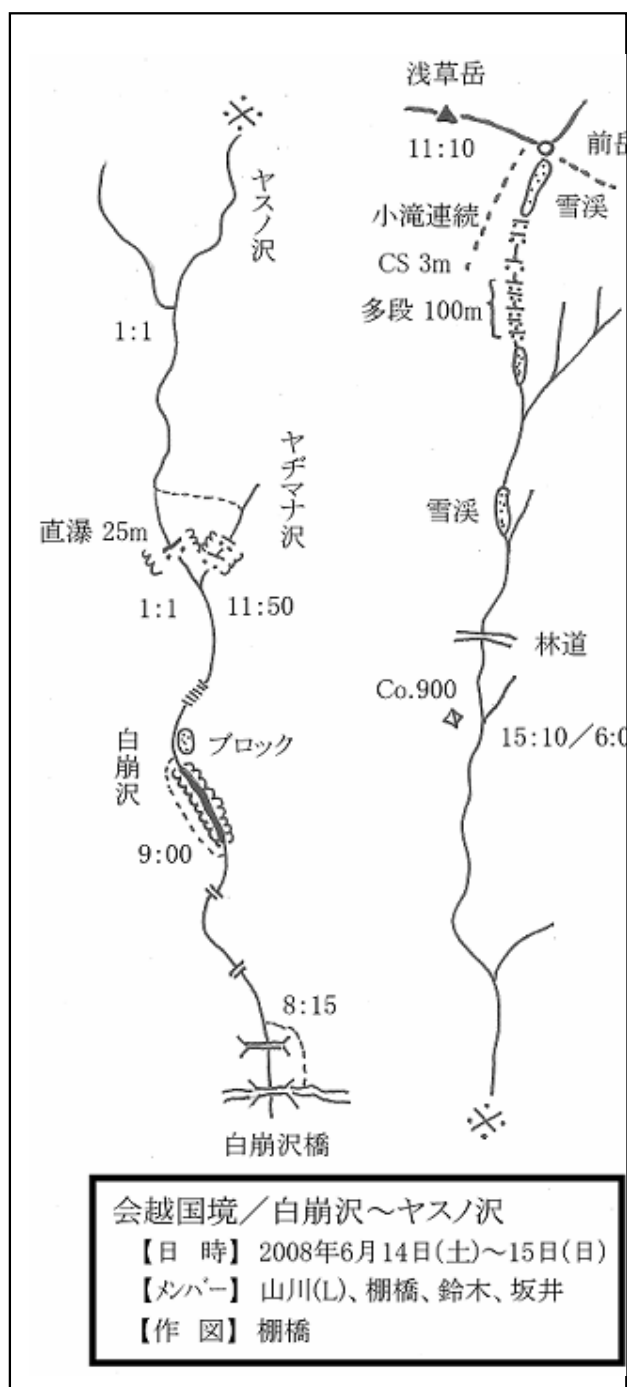 浅草岳
11:10
前岳
雪渓
小滝連続
CS 3m
多段 100m
雪渓
林道
Co.900
15:10／6:0
※
※
ヤスノ沢
1:1
ヤヂマナ沢
直瀑 25m
1:1
11:50
ブロック
白崩沢
9:00
8:15
白崩沢橋
会越国境／白崩沢～ヤスノ沢
【日　時】 2008年6月14日(土)～15日(日)
【メンバー】 山川(L)、棚橋、鈴木、坂井
【作　図】 棚橋